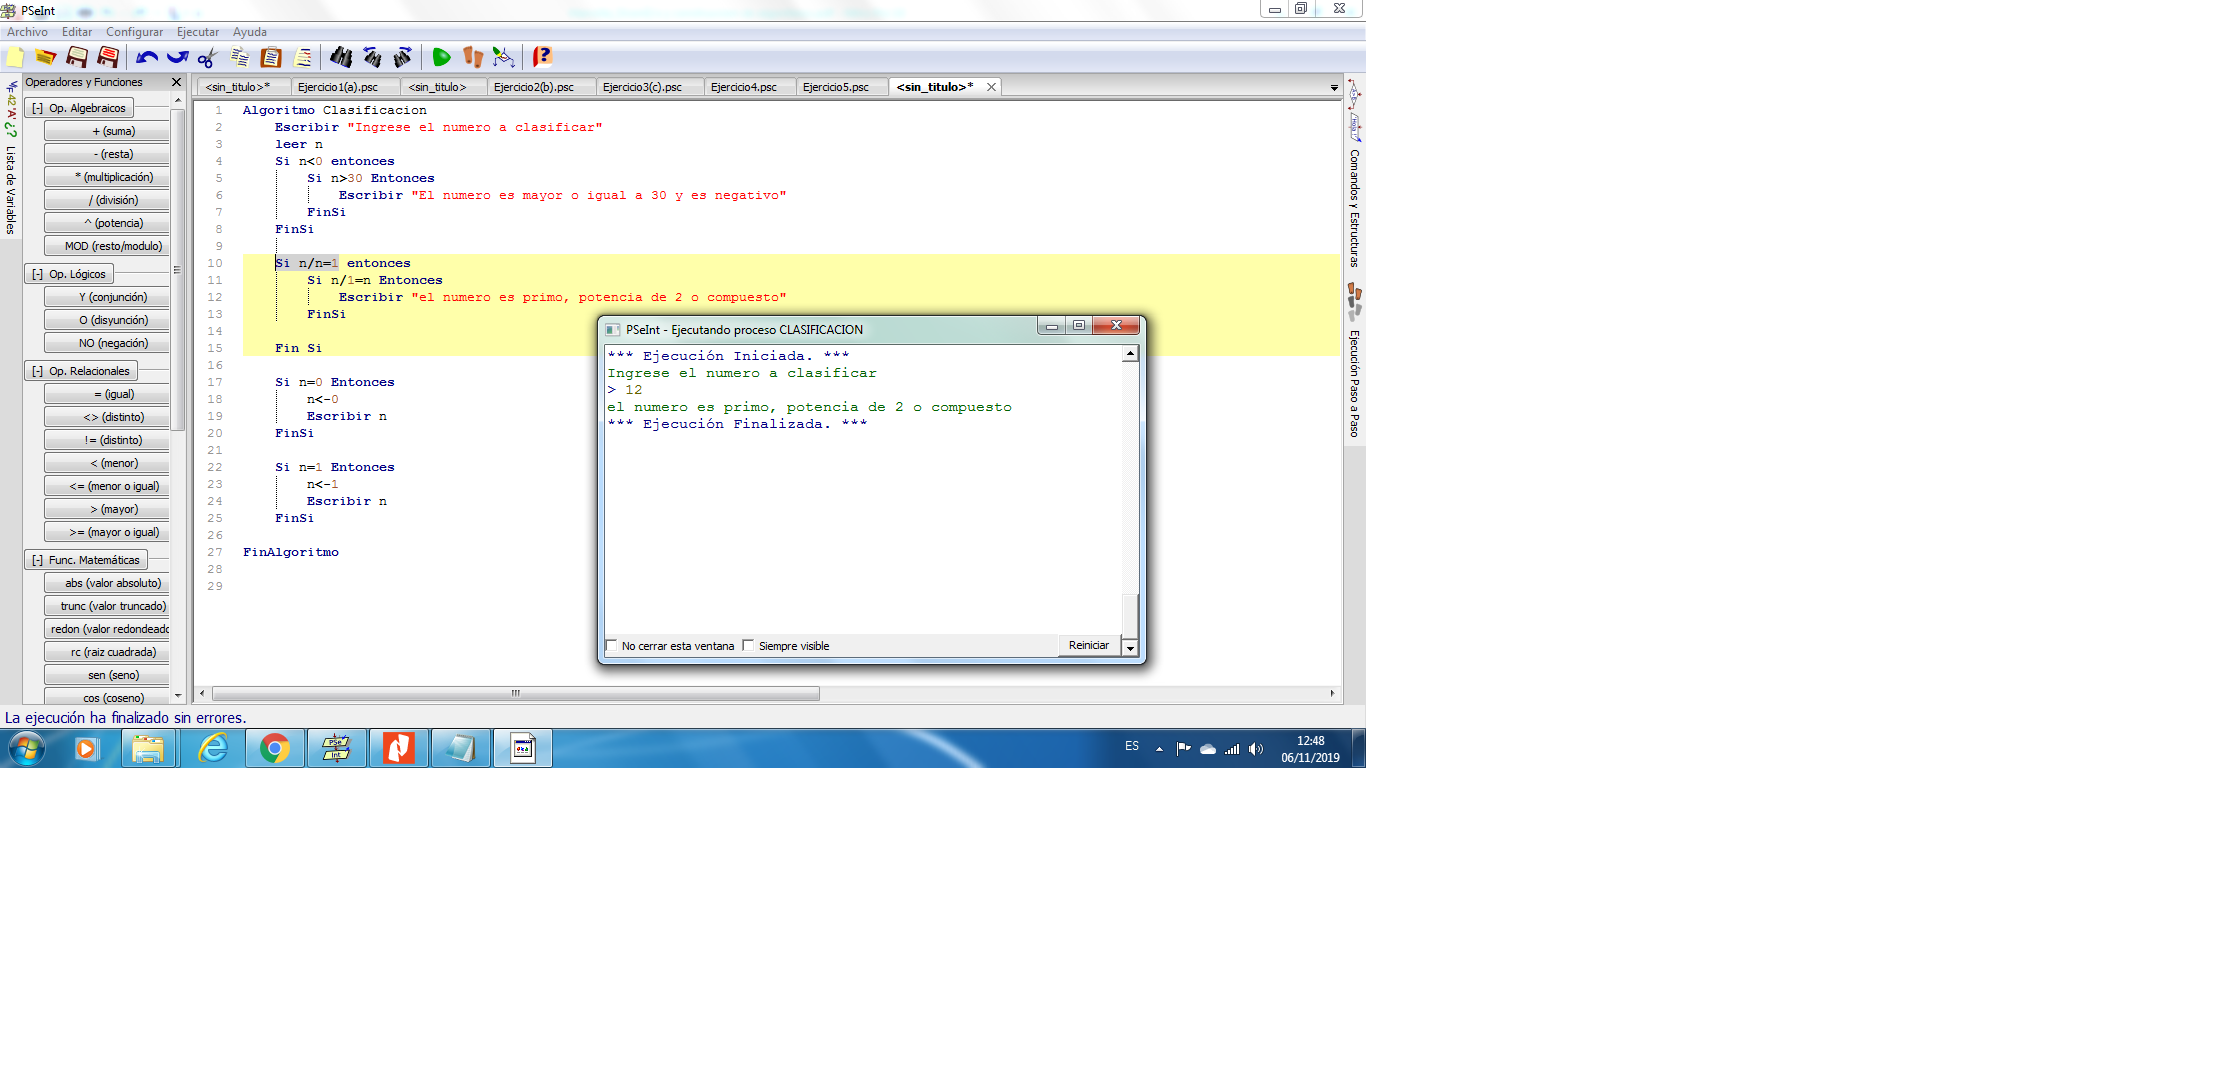 PSeInt
Archivo Editar Configurar Ejecutar Ayuda
Operadores y Funciones
<sin_titulo>* Ejercicio1(a).psc <sin_titulo> Ejercicio2(b).psc Ejercicio3(c).psc Ejercicio4.psc Ejercicio5.psc <sin_titulo>*
Lista de Variables
[-] Op. Algebraicos
+ (suma)
- (resta)
* (multiplicación)
/ (división)
^ (potencia)
MOD (resto/modulo)
[-] Op. Lógicos
Y (conjunción)
O (disyunción)
NO (negación)
[-] Op. Relacionales
= (igual)
<> (distinto)
!= (distinto)
< (menor)
<= (menor o igual)
> (mayor)
>= (mayor o igual)
[-] Func. Matemáticas
abs (valor absoluto)
trunc (valor truncado)
redon (valor redondeado
rc (raiz cuadrada)
sen (seno)
cos (coseno)
1 Algoritmo Clasificacion
2 Escribir "Ingrese el numero a clasificar"
3 leer n
4 Si n<0 entonces
5 Si n>30 Entonces
6 Escribir "El numero es mayor o igual a 30 y es negativo"
7 FinSi
8 FinSi
9
10 Si n/n=1 entonces
11 Si n/1=n Entonces
12 Escribir "el numero es primo, potencia de 2 o compuesto"
13 FinSi
14
15 Fin Si
16
17 Si n=0 Entonces
18 n<-0
19 Escribir n
20 FinSi
21
22 Si n=1 Entonces
23 n<-1
24 Escribir n
25 FinSi
26
27 FinAlgoritmo
28
29
PSeInt - Ejecutando proceso CLASIFICACION
*** Ejecución Iniciada. ***
Ingrese el numero a clasificar
> 12
el numero es primo, potencia de 2 o compuesto
*** Ejecución Finalizada. ***
No cerrar esta ventana Siempre visible Reiniciar
Comandos y Estructuras
Ejecución Paso a Paso
La ejecución ha finalizado sin errores.
ES
12:48
06/11/2019